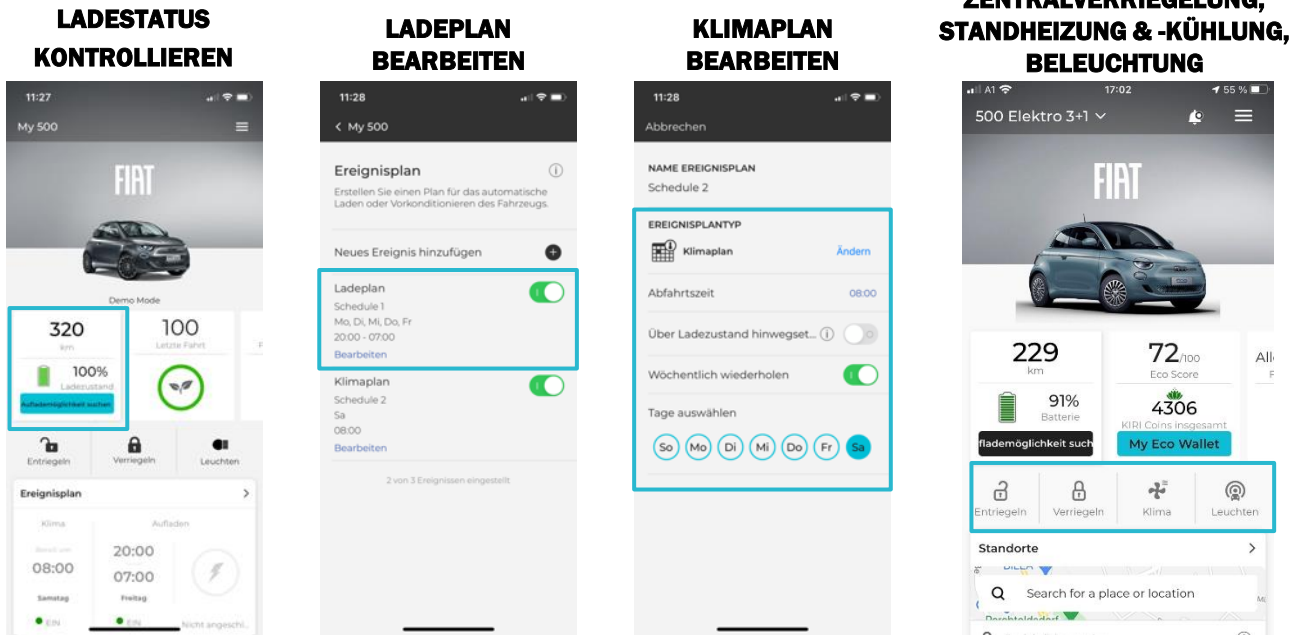 LADESTATUS
KONTROLLIEREN
11:27
My 500
FIAT
Demo Mode
320
km
100%
Ladezustand
Auflademöglichkeit suchen
100
Letzte Fahrt
Entriegeln
Verriegeln
Leuchten
Ereignisplan
Klima
Aufladen
08:00
Samstag
EIN
20:00
07:00
Freitag
EIN
Nicht angeschl...
LADEPLAN
BEARBEITEN
11:28
My 500
Ereignisplan
Erstellen Sie einen Plan für das automatische
Laden oder Vorkonditionieren des Fahrzeugs.
Neues Ereignis hinzufügen
Ladeplan
Schedule 1
Mo, Di, Mi, Do, Fr
20:00 - 07:00
Bearbeiten
Klimaplan
Schedule 2
Sa
08:00
Bearbeiten
2 von 3 Ereignissen eingestellt
KLIMAPLAN
BEARBEITEN
11:28
Abbrechen
NAME EREIGNISPLAN
Schedule 2
EREIGNISPLANTYP
Klimaplan Ändern
Abfahrtszeit 08:00
Über Ladezustand hinwegset...
Wöchentlich wiederholen
Tage auswählen
So Mo Di Mi Do Fr Sa
ZENTRALVERRIEGELUNG,
STANDHEIZUNG & -KÜHLUNG,
BELEUCHTUNG
A1 17:02 55 %
500 Elektro 3+1
FIAT
229
km
91%
Batterie
flademöglichkeit such
72/100
Eco Score
4306
KIRI Coins insgesamt
My Eco Wallet
All
Entriegeln
Verriegeln
Klima
Leuchten
Standorte
Search for a place or location